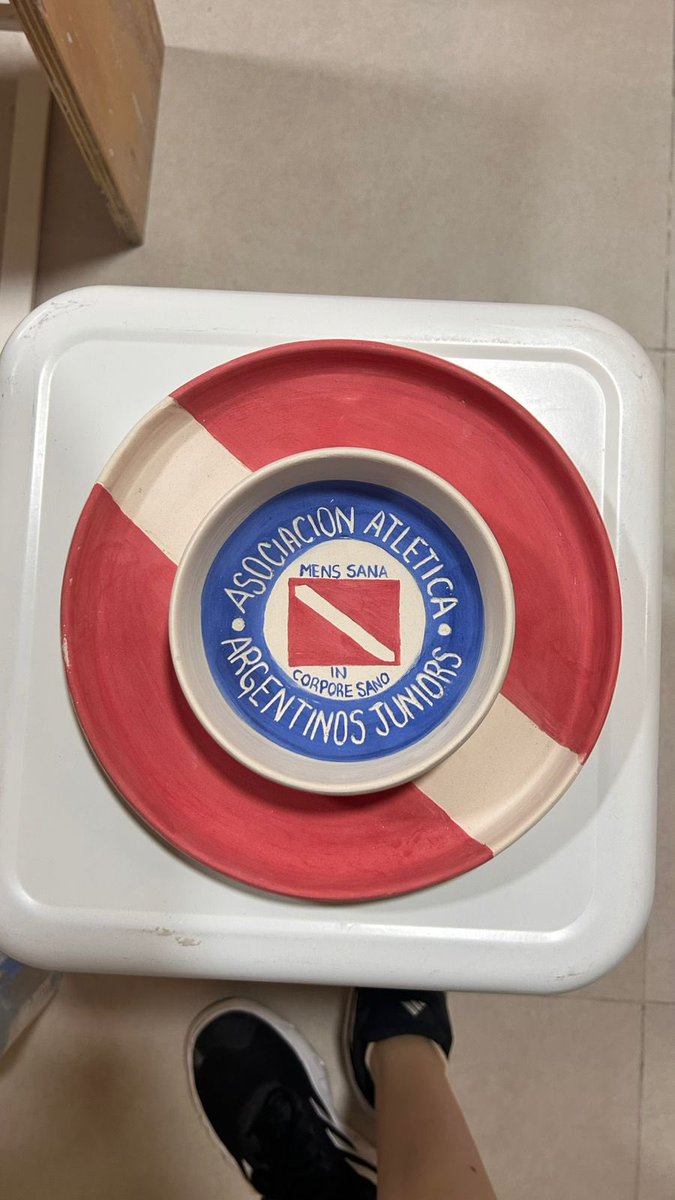 ASOCIACION ATLETICA
MENS SANA
IN
CORPORE SANO
ARGENTINOS JUNIORS